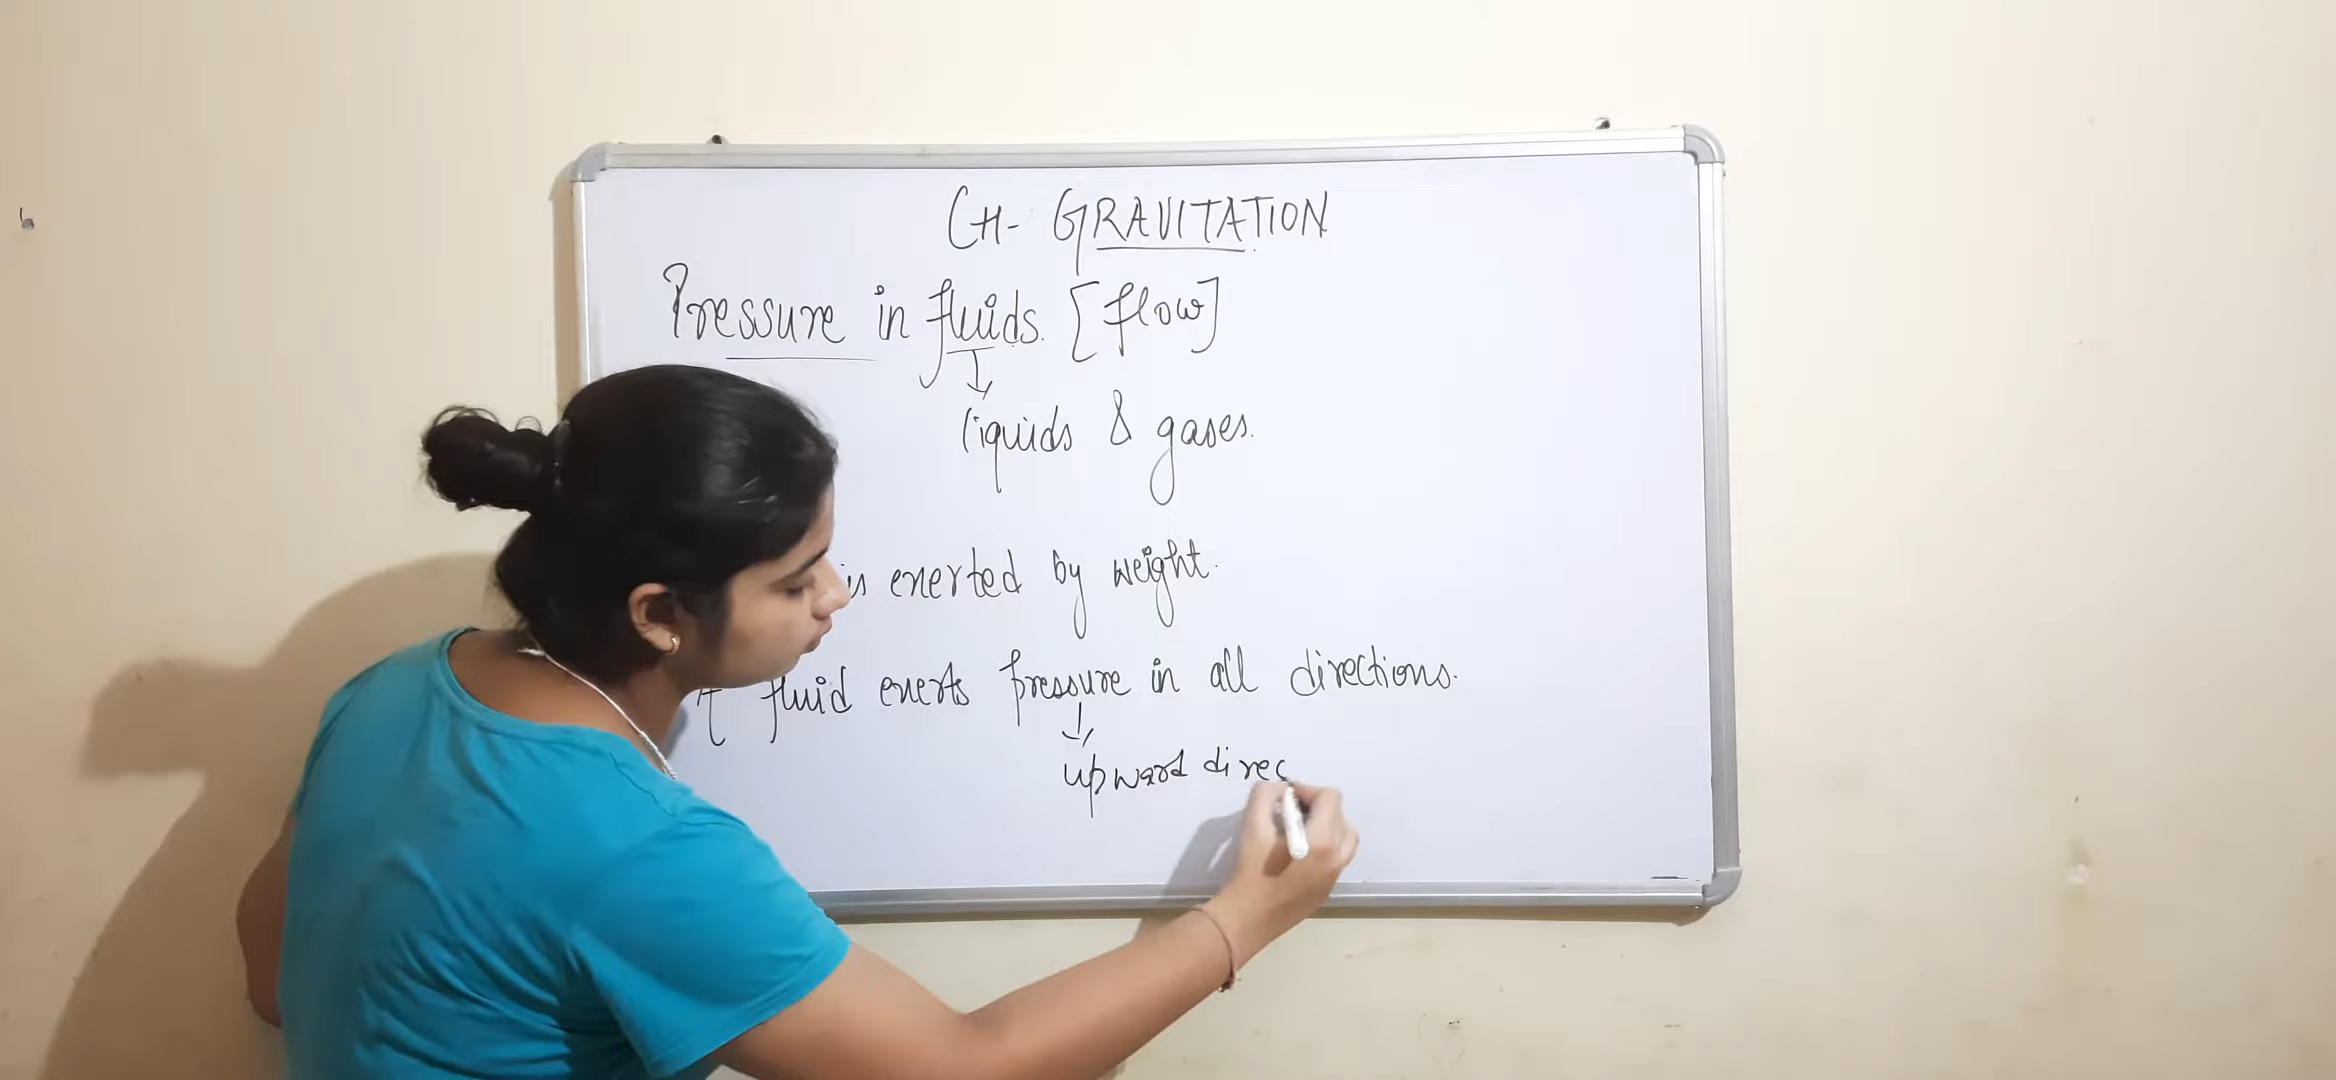 CH- GRAVITATION
Pressure in fluids. [flow]
liquids & gases.
is exerted by weight.
fluid exerts pressure in all directions.
upward direc